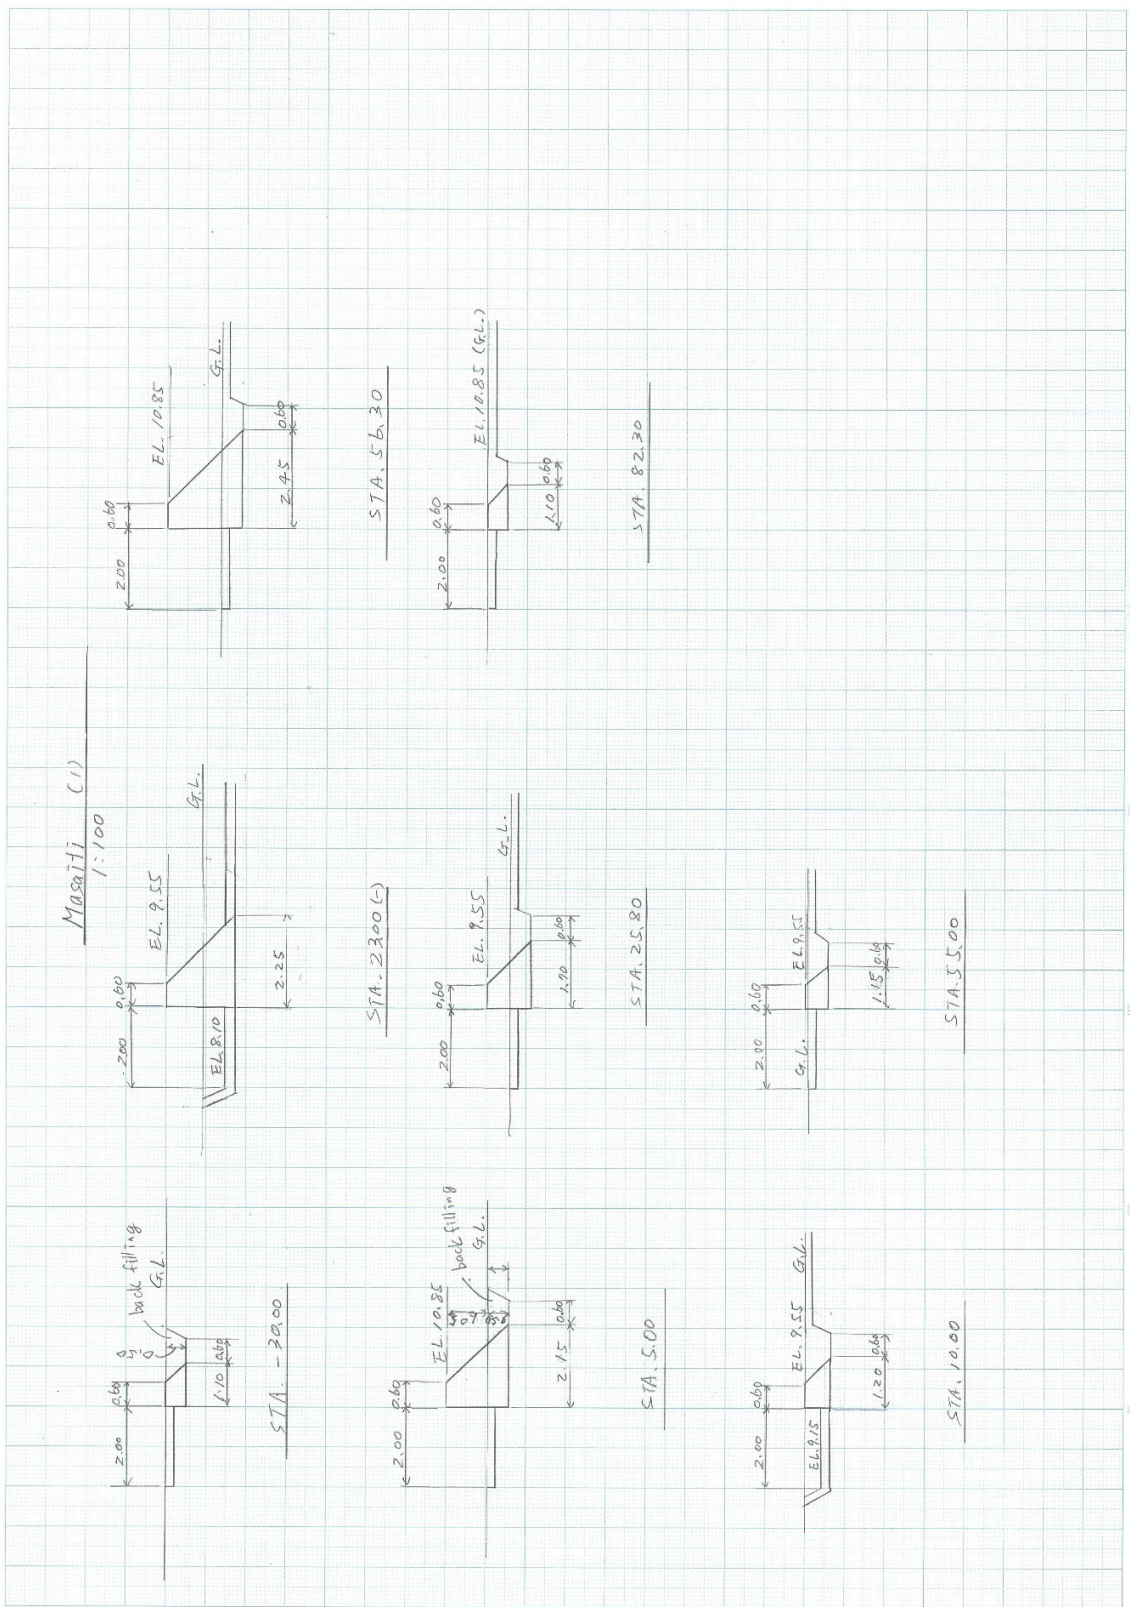 Masaiti (1)
1:100
back filling
G.L.
2.00
0.60
0.50
1.10
0.60
STA. -30.00
EL. 10.85
back filling
G.L.
2.00
0.60
0.50
2.15
0.60
STA. 5.00
EL. 9.55
G.L.
2.00
0.60
EL.9.15
1.20
0.60
STA. 10.00
EL. 9.55
G.L.
2.00
0.60
EL.8.10
2.25
STA. 2300 (-)
EL. 9.55
G.L.
2.00
0.60
1.90
0.60
STA. 25.80
EL.9.55
G.L.
2.00
0.60
1.15
0.60
STA. 55.00
EL. 10.85
G.L.
2.00
0.60
2.45
0.60
STA. 56.30
EL. 10.85 (G.L.)
2.00
0.60
1.10
0.60
STA. 82.30